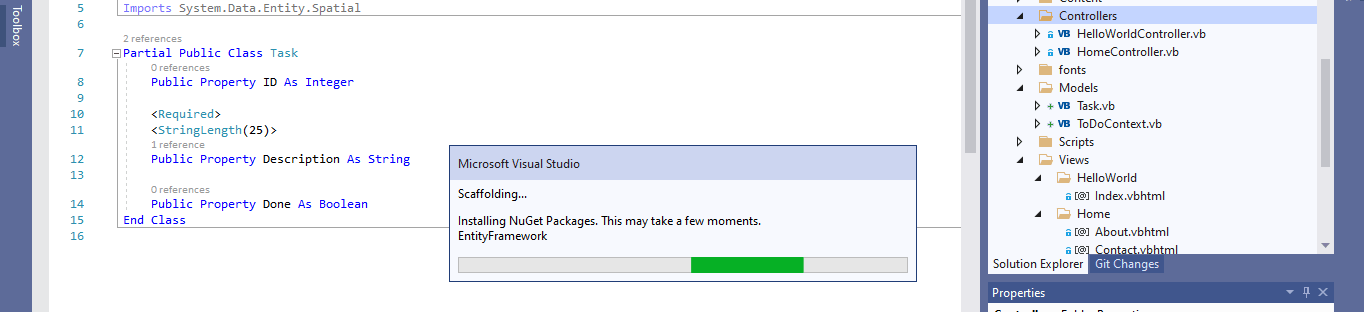 Toolbox
5 Imports System.Data.Entity.Spatial
6
2 references
7 Partial Public Class Task
0 references
8 Public Property ID As Integer
9
10 <Required>
11 <StringLength(25)>
1 reference
12 Public Property Description As String
13
0 references
14 Public Property Done As Boolean
15 End Class
16
Microsoft Visual Studio
Scaffolding...
Installing NuGet Packages. This may take a few moments.
EntityFramework
Content
Controllers
VB HelloWorldController.vb
VB HomeController.vb
fonts
Models
+ VB Task.vb
+ VB ToDoContext.vb
Scripts
Views
HelloWorld
[@] Index.vbhtml
Home
[@] About.vbhtml
[@] Contact.vbhtml
Solution Explorer Git Changes
Properties